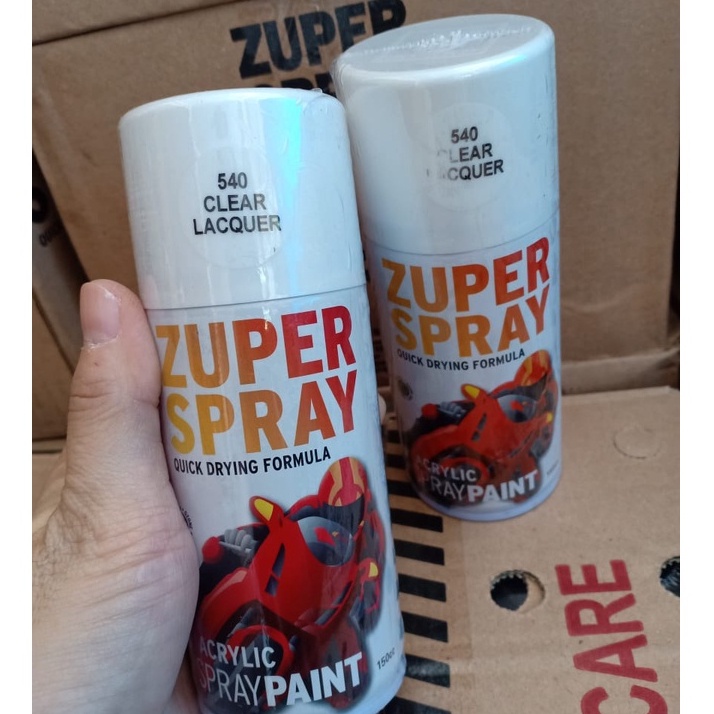 ZUPER
540
CLEAR
LACQUER
ZUPER
SPRAY
QUICK DRYING FORMULA
ACRYLIC
SPRAYPAINT
150cc
540
CLEAR
LACQUER
ZUPER
SPRAY
QUICK DRYING FORMULA
ACRYLIC
SPRAYPAINT
CARE